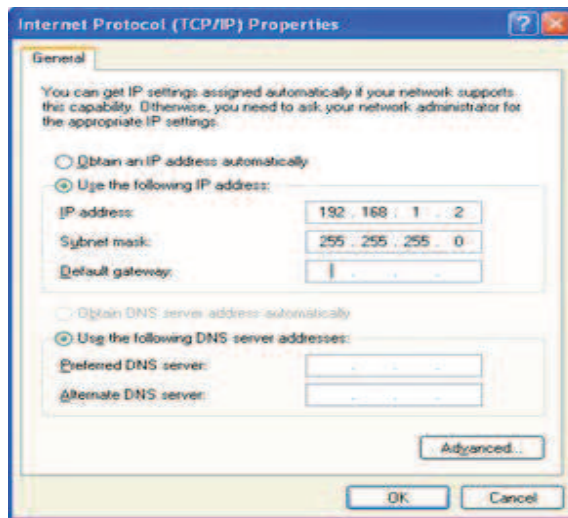 Internet Protocol (TCP/IP) Properties
General
You can get IP settings assigned automatically if your network supports
this capability. Otherwise, you need to ask your network administrator for
the appropriate IP settings.
Obtain an IP address automatically
Use the following IP address:
IP address: 192 . 168 . 1 . 2
Subnet mask: 255 . 255 . 255 . 0
Default gateway: . . .
Obtain DNS server address automatically
Use the following DNS server addresses:
Preferred DNS server: . . .
Alternate DNS server: . . .
Advanced...
OK Cancel